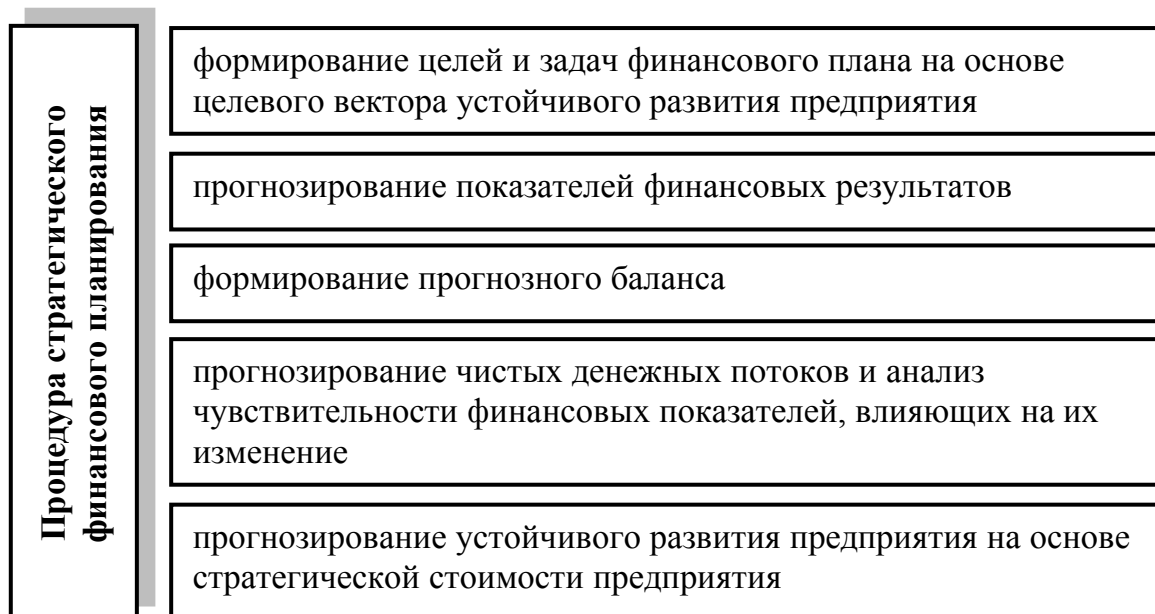 Процедура стратегического
финансового планирования
формирование целей и задач финансового плана на основе
целевого вектора устойчивого развития предприятия
прогнозирование показателей финансовых результатов
формирование прогнозного баланса
прогнозирование чистых денежных потоков и анализ
чувствительности финансовых показателей, влияющих на их
изменение
прогнозирование устойчивого развития предприятия на основе
стратегической стоимости предприятия